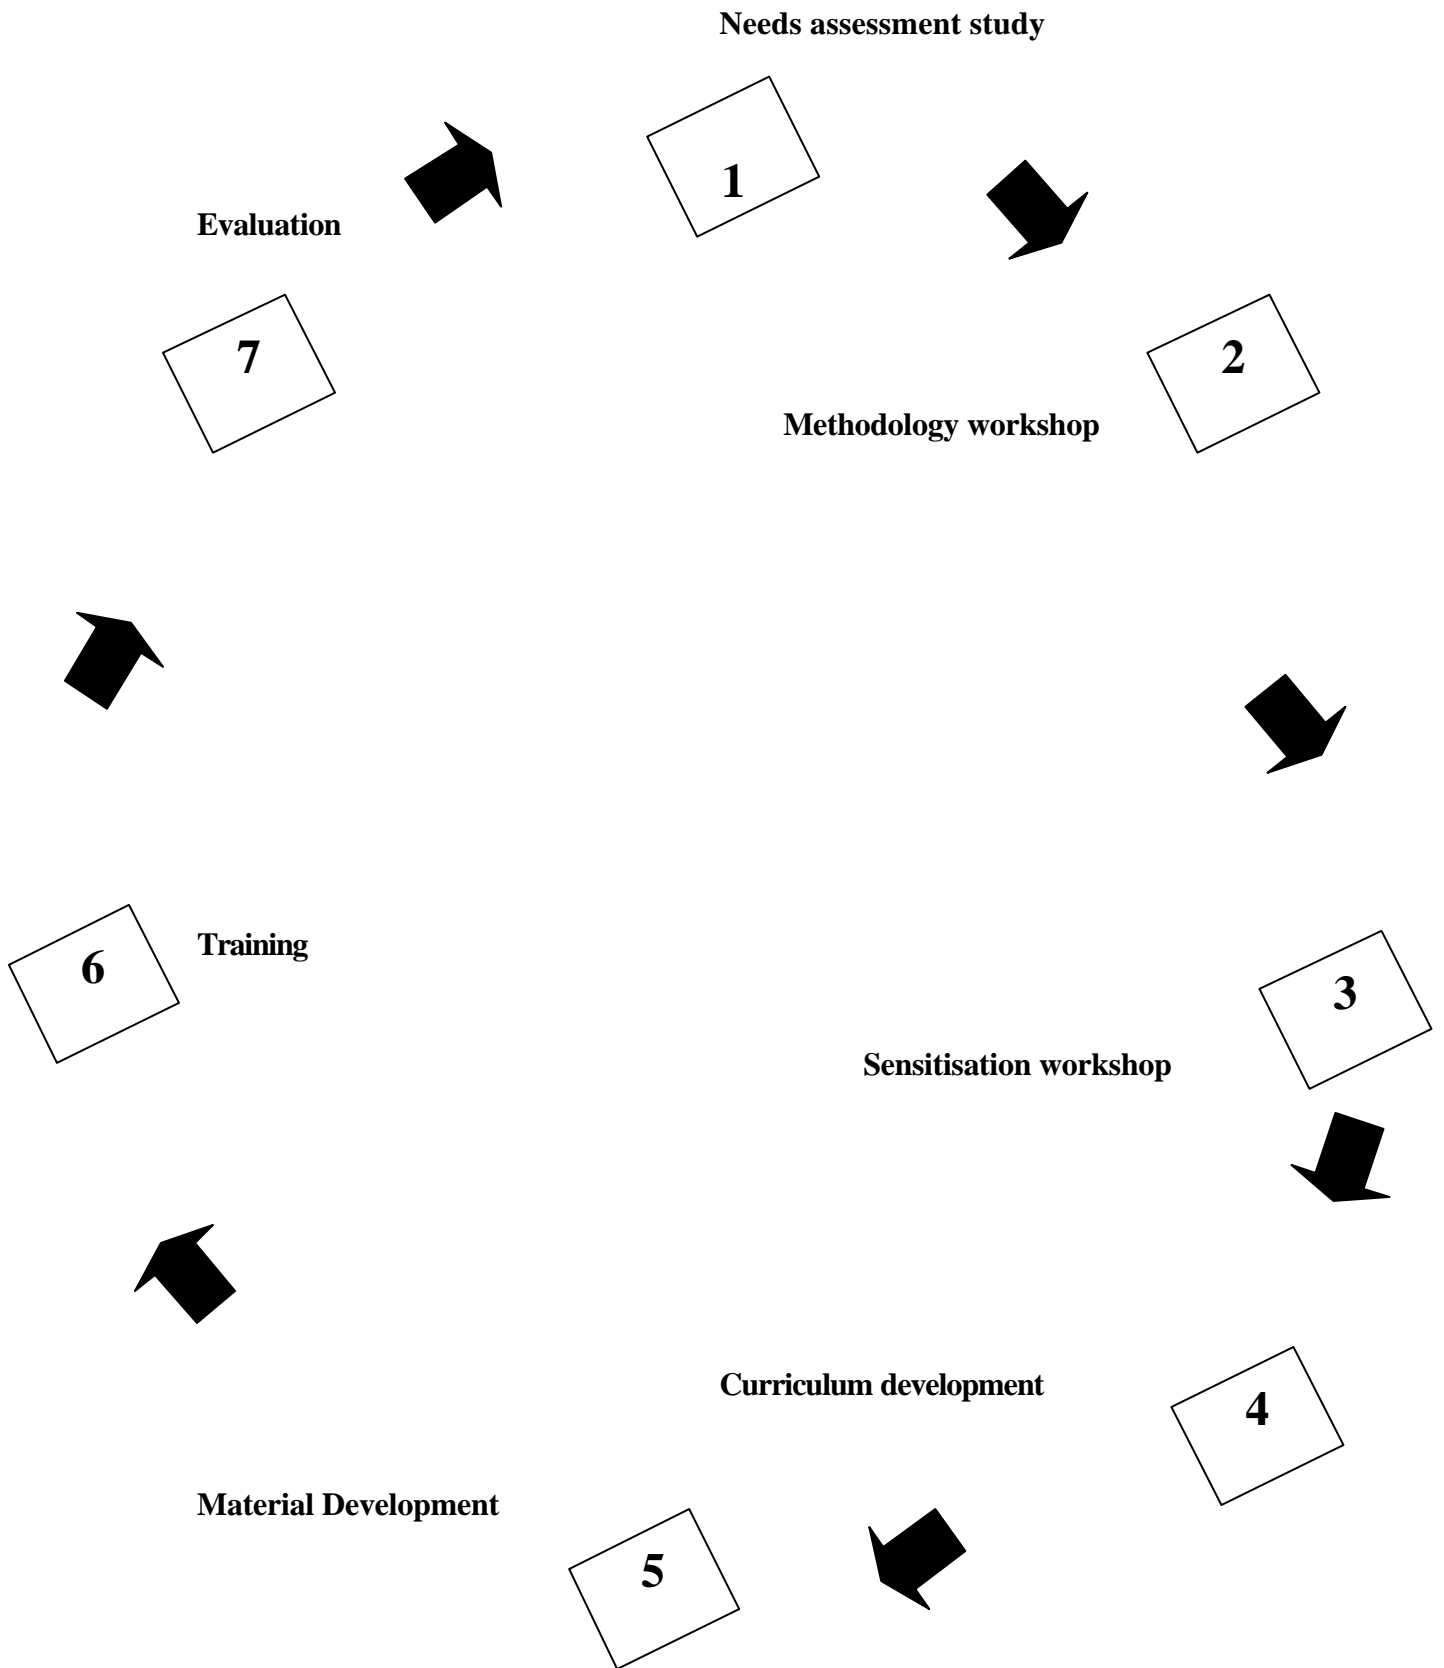 Needs assessment study
1
Evaluation
7
2
Methodology workshop
6
Training
3
Sensitisation workshop
Curriculum development
4
Material Development
5